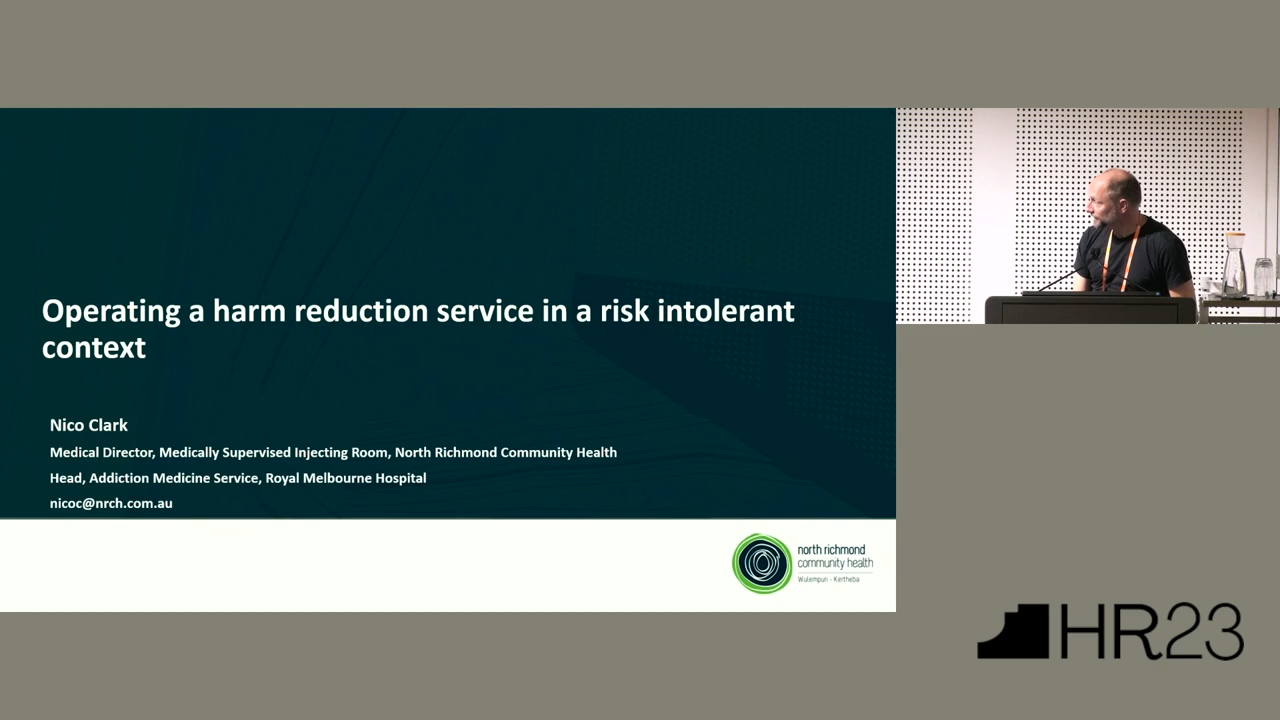 Operating a harm reduction service in a risk intolerant
context
Nico Clark
Medical Director, Medically Supervised Injecting Room, North Richmond Community Health
Head, Addiction Medicine Service, Royal Melbourne Hospital
nicoc@nrch.com.au
north richmond
community health
Wulempuri - Kertheba
HR23